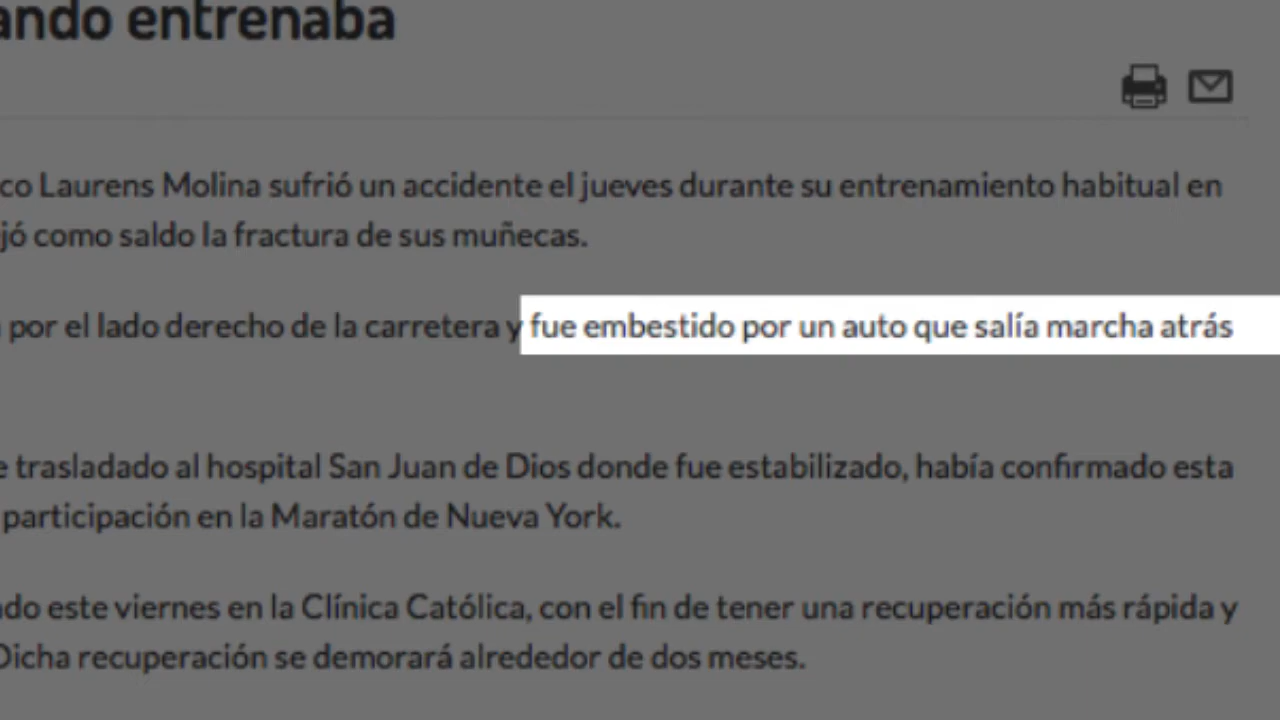 ando entrenaba
co Laurens Molina sufrió un accidente el jueves durante su entrenamiento habitual en
jó como saldo la fractura de sus muñecas.
por el lado derecho de la carretera y fue embestido por un auto que salía marcha atrás
e trasladado al hospital San Juan de Dios donde fue estabilizado, había confirmado esta
participación en la Maratón de Nueva York.
do este viernes en la Clínica Católica, con el fin de tener una recuperación más rápida y
Dicha recuperación se demorará alrededor de dos meses.